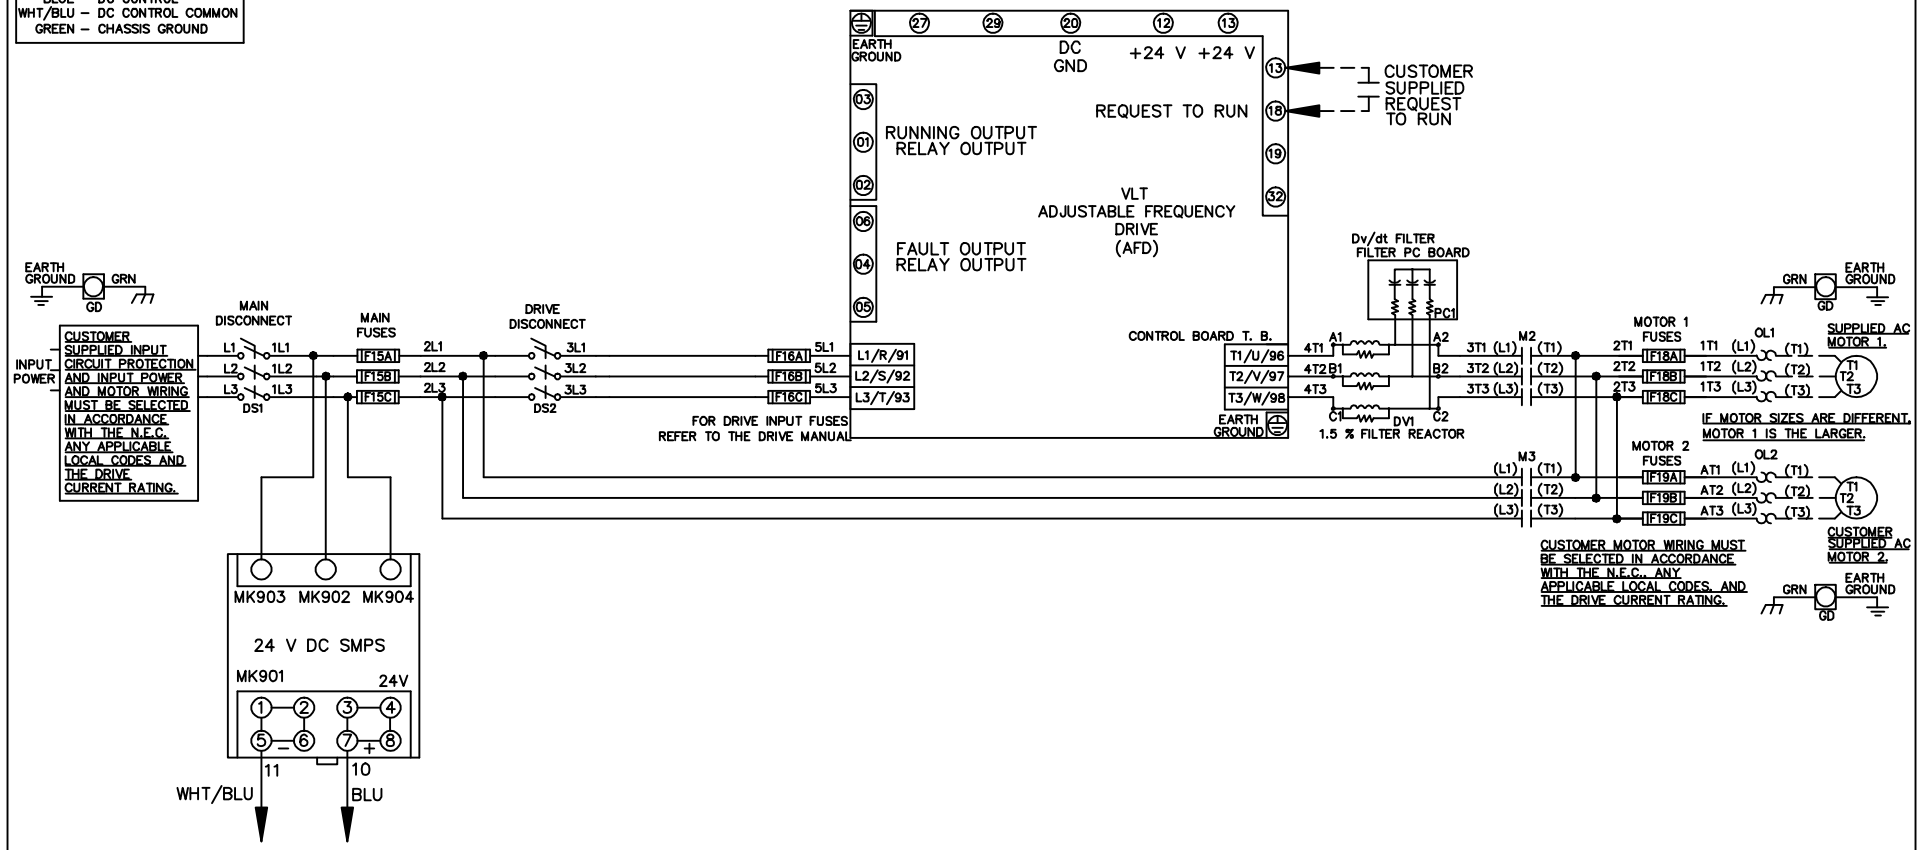 WHT/BLU – DC CONTROL COMMON
GREEN – CHASSIS GROUND
27 29 20 12 13
EARTH
GROUND
DC
GND
+24 V +24 V
13
18
19
32
REQUEST TO RUN
CUSTOMER
SUPPLIED
REQUEST
TO RUN
03
01
02
RUNNING OUTPUT
RELAY OUTPUT
06
04
05
FAULT OUTPUT
RELAY OUTPUT
VLT
ADJUSTABLE FREQUENCY
DRIVE
(AFD)
Dv/dt FILTER
FILTER PC BOARD
PC1
EARTH
GROUND
GRN
GD
INPUT
POWER
CUSTOMER
SUPPLIED INPUT
CIRCUIT PROTECTION
AND INPUT POWER
AND MOTOR WIRING
MUST BE SELECTED
IN ACCORDANCE
WITH THE N.E.C.
ANY APPLICABLE
LOCAL CODES AND
THE DRIVE
CURRENT RATING.
MAIN
DISCONNECT
L1 1L1
L2 1L2
L3 1L3
DS1
MAIN
FUSES
F15A
F15B
F15C
2L1
2L2
2L3
DRIVE
DISCONNECT
3L1
3L2
3L3
DS2
F16A 5L1
F16B 5L2
F16C 5L3
L1/R/91
L2/S/92
L3/T/93
FOR DRIVE INPUT FUSES
REFER TO THE DRIVE MANUAL
CONTROL BOARD T. B.
T1/U/96
T2/V/97
T3/W/98
EARTH
GROUND
4T1 A1 A2
4T2 B1 B2
4T3
C1 C2
DV1
1.5 % FILTER REACTOR
M2
3T1 (L1) (T1)
3T2 (L2) (T2)
3T3 (L3) (T3)
MOTOR 1
FUSES
2T1 F18A 1T1 (L1)
2T2 F18B 1T2 (L2)
2T3 F18C 1T3 (L3)
OL1
(T1)
(T2)
(T3)
GRN
GD
EARTH
GROUND
SUPPLIED AC
MOTOR 1.
T1
T2
T3
IF MOTOR SIZES ARE DIFFERENT,
MOTOR 1 IS THE LARGER.
M3
(L1) (T1)
(L2) (T2)
(L3) (T3)
MOTOR 2
FUSES
F19A AT1 (L1)
F19B AT2 (L2)
F19C AT3 (L3)
OL2
(T1)
(T2)
(T3)
T1
T2
T3
CUSTOMER
SUPPLIED AC
MOTOR 2.
CUSTOMER MOTOR WIRING MUST
BE SELECTED IN ACCORDANCE
WITH THE N.E.C., ANY
APPLICABLE LOCAL CODES, AND
THE DRIVE CURRENT RATING.
GRN
GD
EARTH
GROUND
MK903 MK902 MK904
24 V DC SMPS
MK901
24V
1 2 3 4
5 – 6 7 + 8
11 10
WHT/BLU BLU